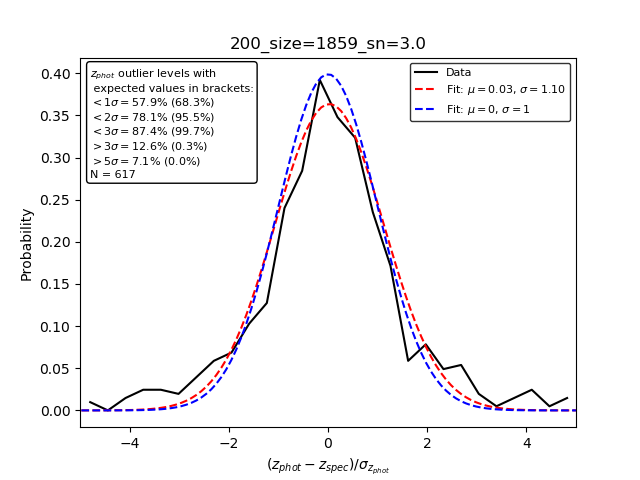 200_size=1859_sn=3.0
z_phot outlier levels with
expected values in brackets:
< 1σ = 57.9% (68.3%)
< 2σ = 78.1% (95.5%)
< 3σ = 87.4% (99.7%)
> 3σ = 12.6% (0.3%)
> 5σ = 7.1% (0.0%)
N = 617
Data
Fit: μ = 0.03, σ = 1.10
Fit: μ = 0, σ = 1
Probability
0.40
0.35
0.30
0.25
0.20
0.15
0.10
0.05
0.00
−4 −2 0 2 4
(z_phot − z_spec)/σ_z_phot